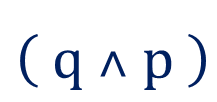 ( q ∧ p )